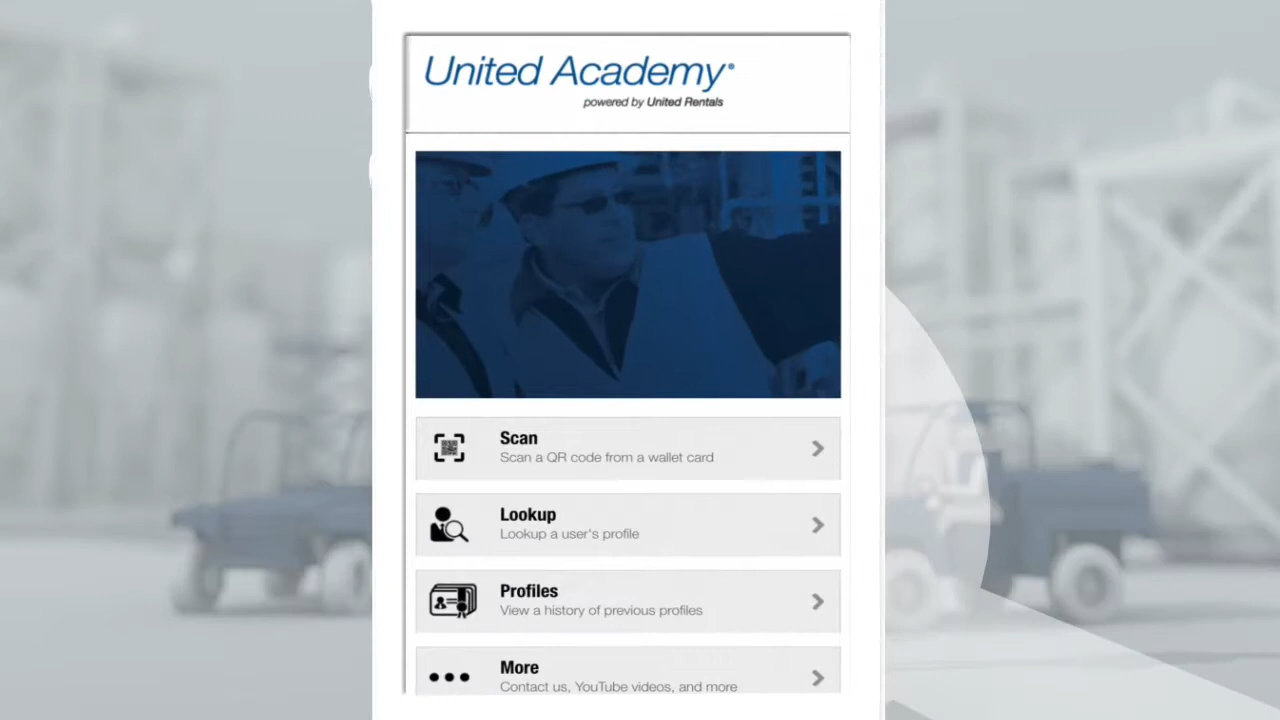 United Academy®
powered by United Rentals
Scan
Scan a QR code from a wallet card
Lookup
Lookup a user's profile
Profiles
View a history of previous profiles
More
Contact us, YouTube videos, and more